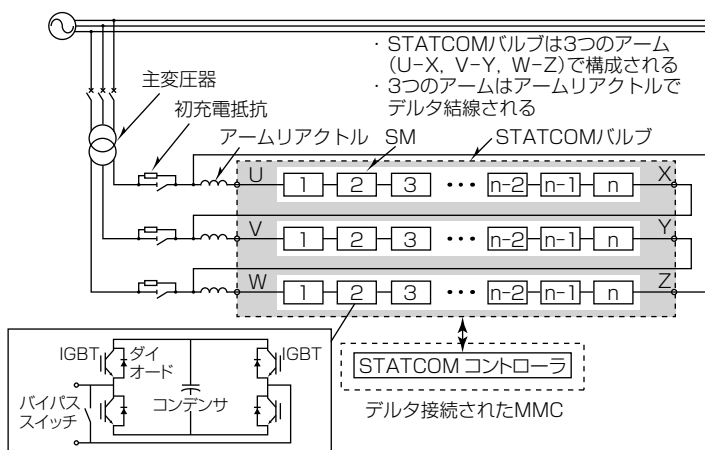 ・STATCOMバルブは3つのアーム
(U-X, V-Y, W-Z)で構成される
・3つのアームはアームリアクトルで
デルタ結線される
主変圧器
初充電抵抗
アームリアクトル SM STATCOMバルブ
U 1 2 3 ・・・ n-2 n-1 n X
V 1 2 3 ・・・ n-2 n-1 n Y
W 1 2 3 ・・・ n-2 n-1 n Z
IGBT ダイ IGBT
オード
バイパス
スイッチ
コンデンサ
STATCOM コントローラ
デルタ接続されたMMC